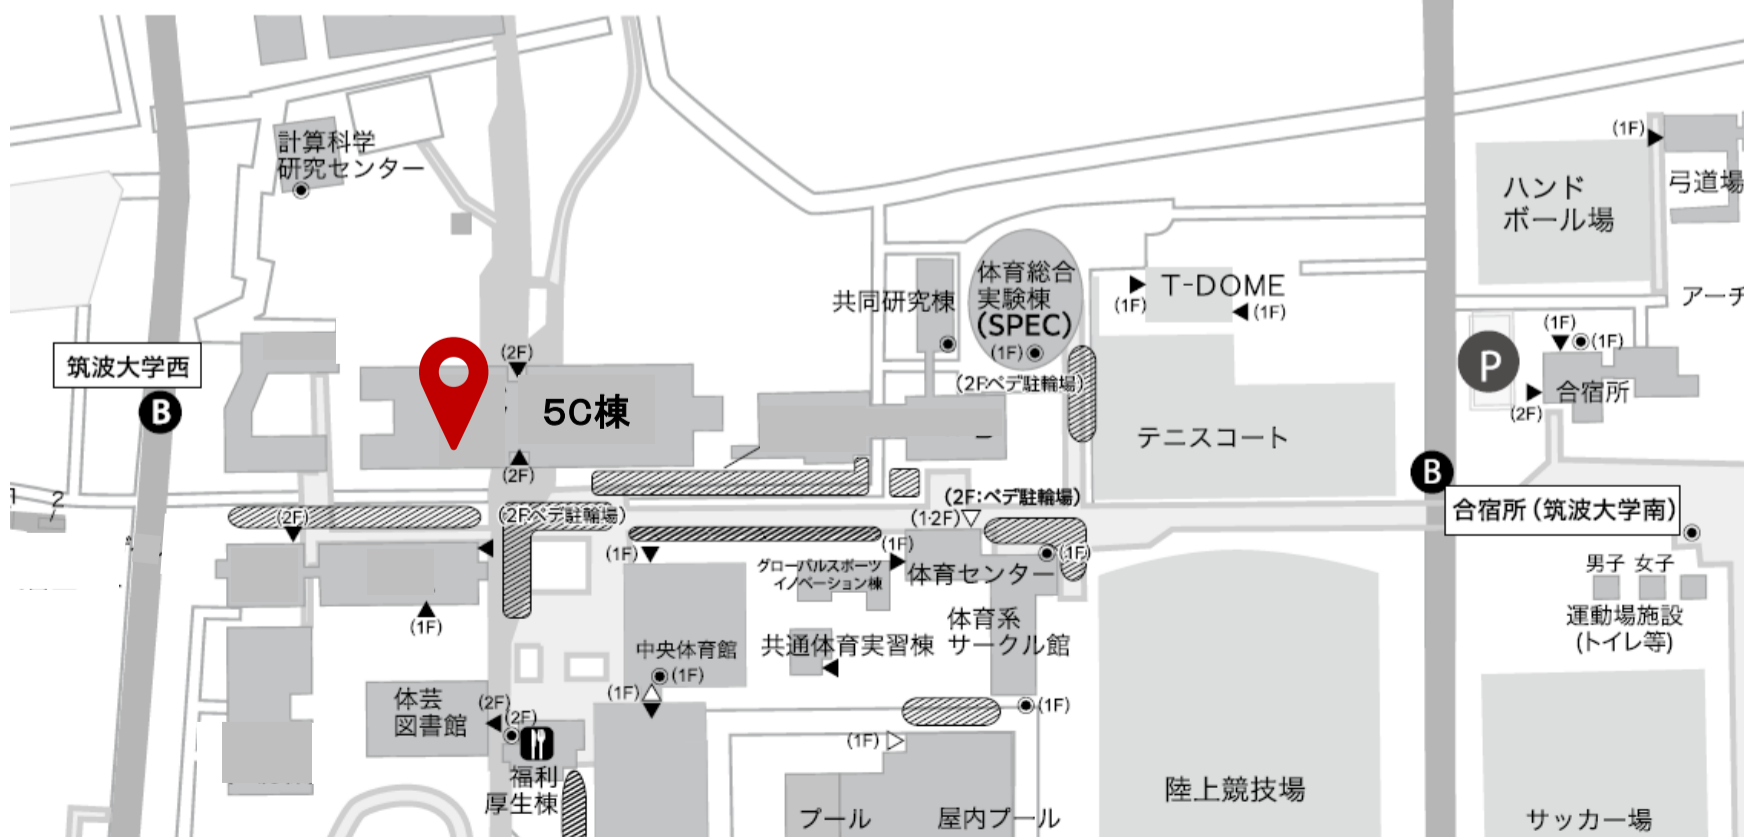 計算科学
研究センター
(1F)
ハンド
ボール場
弓道場
体育総合
実験棟
(SPEC)
(1F)
共同研究棟
T-DOME
(1F)
(1F)
アーチ
(1F)
(1F)
P
合宿所
(2F)
筑波大学西
B
(2F)
5C棟
(2F)
(2Fペデ駐輪場)
テニスコート
B
合宿所(筑波大学南)
1 2
(2F)
(2Fペデ駐輪場)
(2F:ペデ駐輪場)
(1・2F)
(1F)
(1F)
(1F)
グローバルスポーツ
イノベーション棟
体育センター
男子 女子
運動場施設
(トイレ等)
(1F)
体育系
サークル館
共通体育実習棟
中央体育館
(1F)
(1F)
(1F)
体芸
図書館
(2F)
(2F)
福利
厚生棟
(1F)
プール
屋内プール
陸上競技場
サッカー場